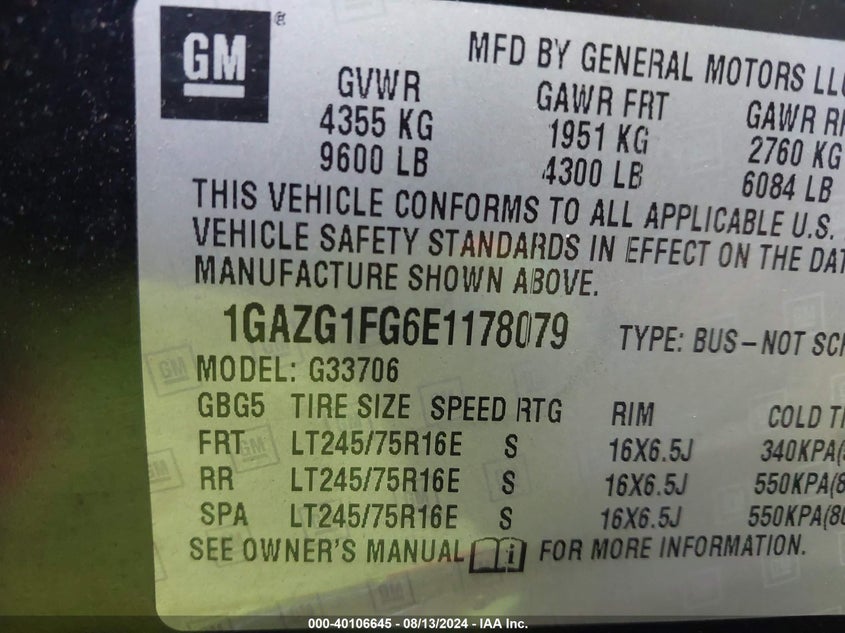 GM ®
MFD BY GENERAL MOTORS LLC
GVWR GAWR FRT GAWR
4355 KG 1951 KG 2760 KG
9600 LB 4300 LB 6084 LB
THIS VEHICLE CONFORMS TO ALL APPLICABLE U.S.
VEHICLE SAFETY STANDARDS IN EFFECT ON THE
MANUFACTURE SHOWN ABOVE.
1GAZG1FG6E1178079 TYPE: BUS-NOT
MODEL: G33706
GBG5 TIRE SIZE SPEED RTG RIM COLD
FRT LT245/75R16E S 16X6.5J 340KPA
RR LT245/75R16E S 16X6.5J 550KPA(8
SPA LT245/75R16E S 16X6.5J 550KPA(80
SEE OWNER'S MANUAL i FOR MORE INFORMATION.
000-40106645 - 08/13/2024 - IAA Inc.